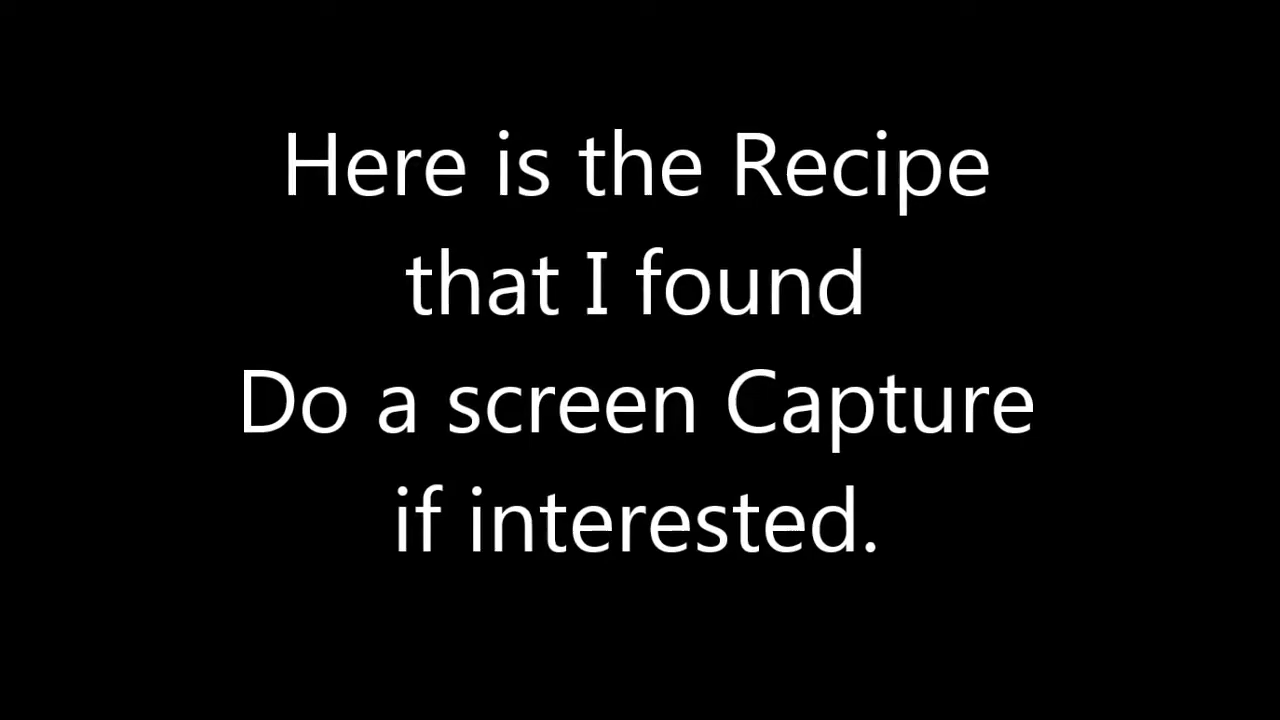 Here is the Recipe
that I found
Do a screen Capture
if interested.